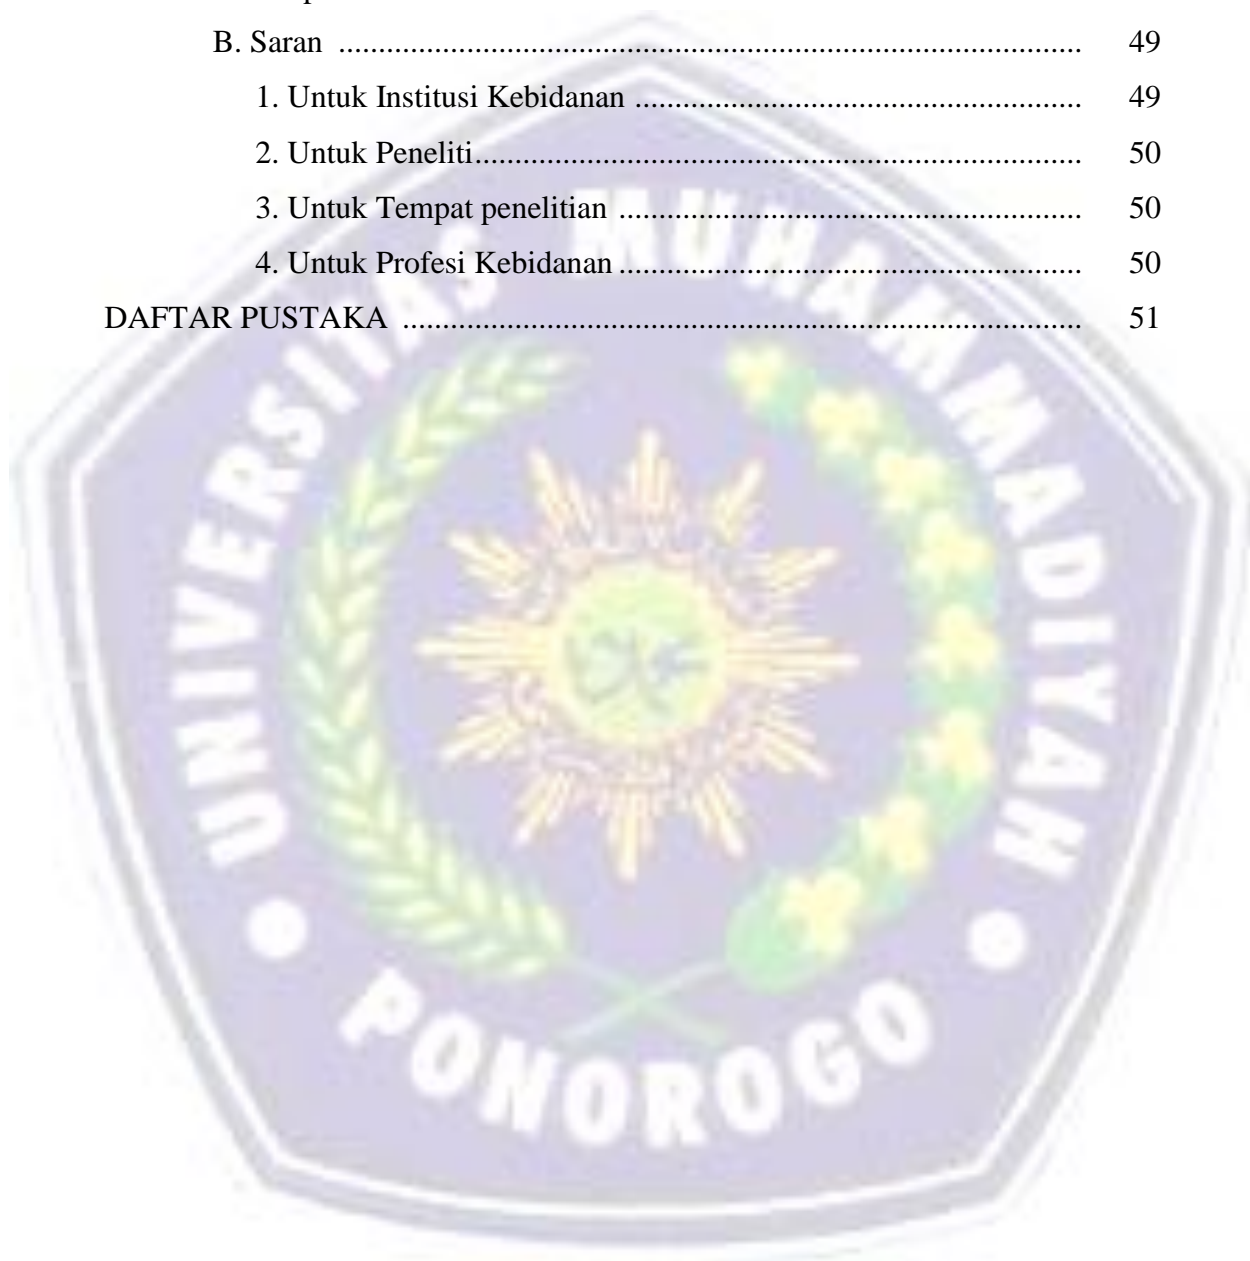 B. Saran ............................................................................. 49
1. Untuk Institusi Kebidanan .............................................. 49
2. Untuk Peneliti............................................................... 50
3. Untuk Tempat penelitian ................................................ 50
4. Untuk Profesi Kebidanan ................................................ 50
DAFTAR PUSTAKA ...................................................................... 51
UNIVERSITAS MUHAMMADIYAH
PONOROGO